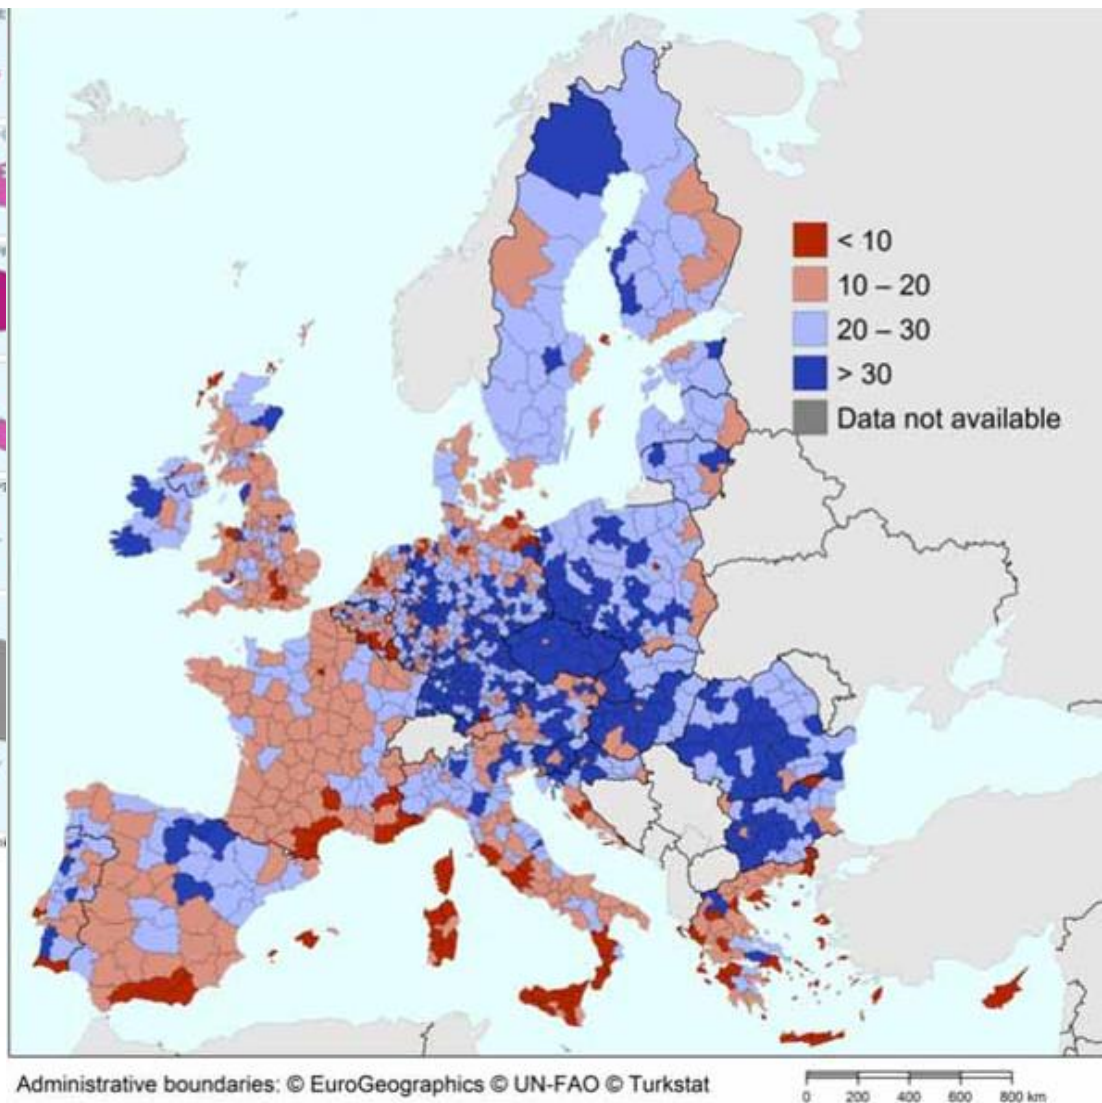 < 10
10 – 20
20 – 30
> 30
Data not available
Administrative boundaries: © EuroGeographics © UN-FAO © Turkstat
0 200 400 600 800 km